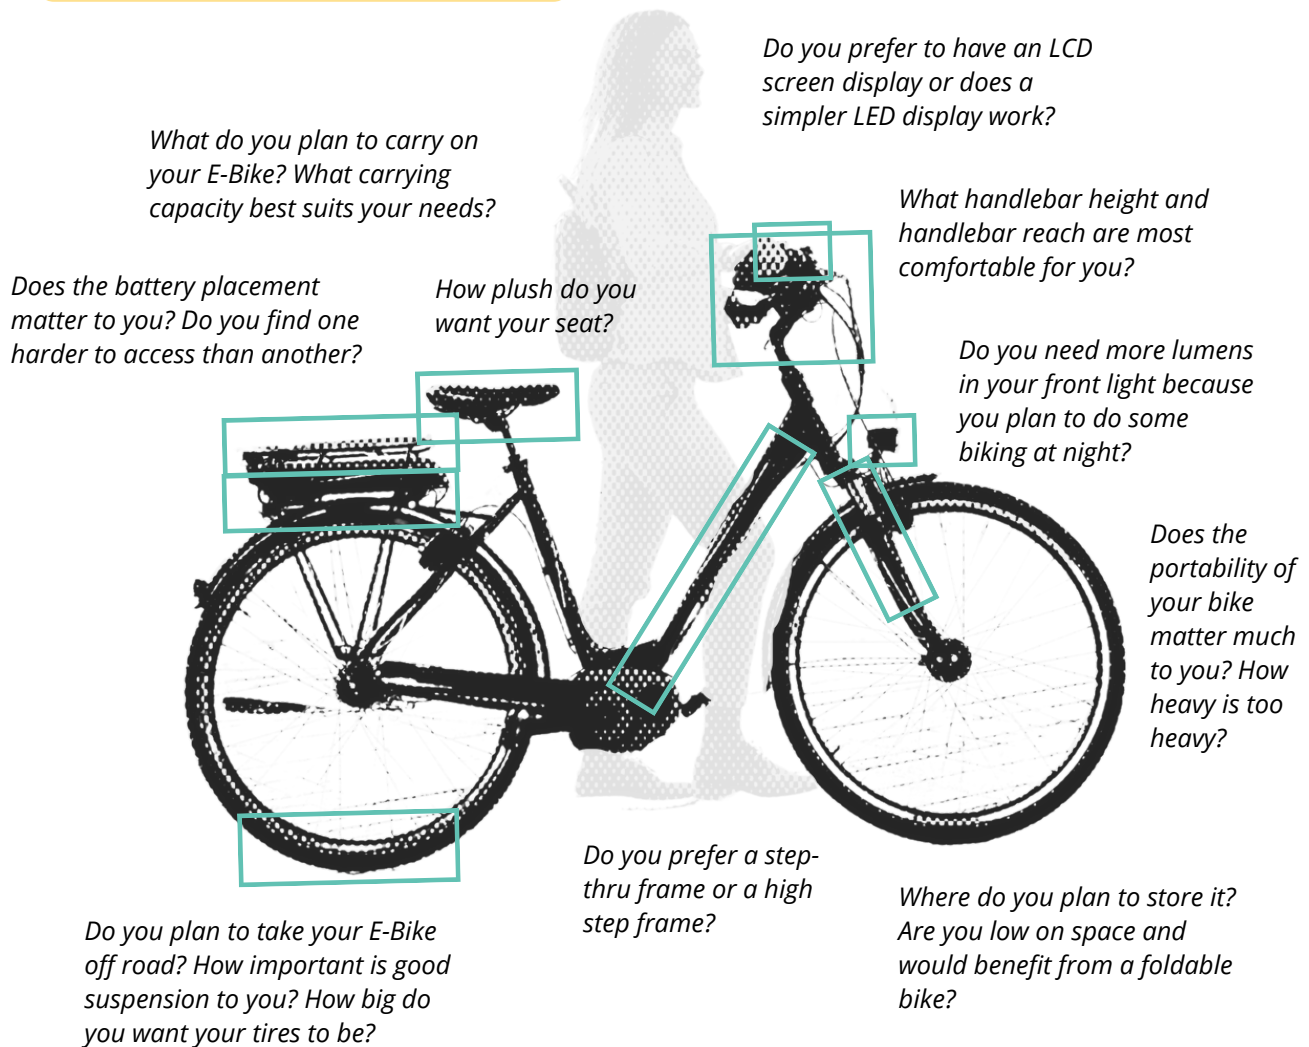 Do you prefer to have an LCD
screen display or does a
simpler LED display work?
What do you plan to carry on
your E-Bike? What carrying
capacity best suits your needs?
What handlebar height and
handlebar reach are most
comfortable for you?
Does the battery placement
matter to you? Do you find one
harder to access than another?
How plush do you
want your seat?
Do you need more lumens
in your front light because
you plan to do some
biking at night?
Does the
portability of
your bike
matter much
to you? How
heavy is too
heavy?
Do you prefer a step-
thru frame or a high
step frame?
Where do you plan to store it?
Are you low on space and
would benefit from a foldable
bike?
Do you plan to take your E-Bike
off road? How important is good
suspension to you? How big do
you want your tires to be?